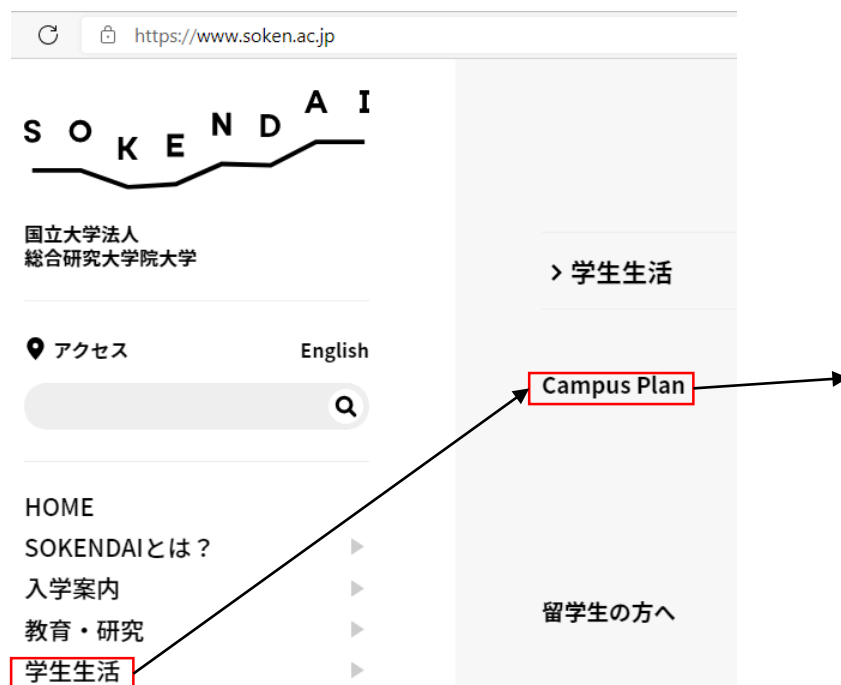 https://www.soken.ac.jp
SOKENDAI
国立大学法人
総合研究大学院大学
アクセス English
HOME
SOKENDAIとは？
入学案内
教育・研究
学生生活
> 学生生活
Campus Plan
留学生の方へ